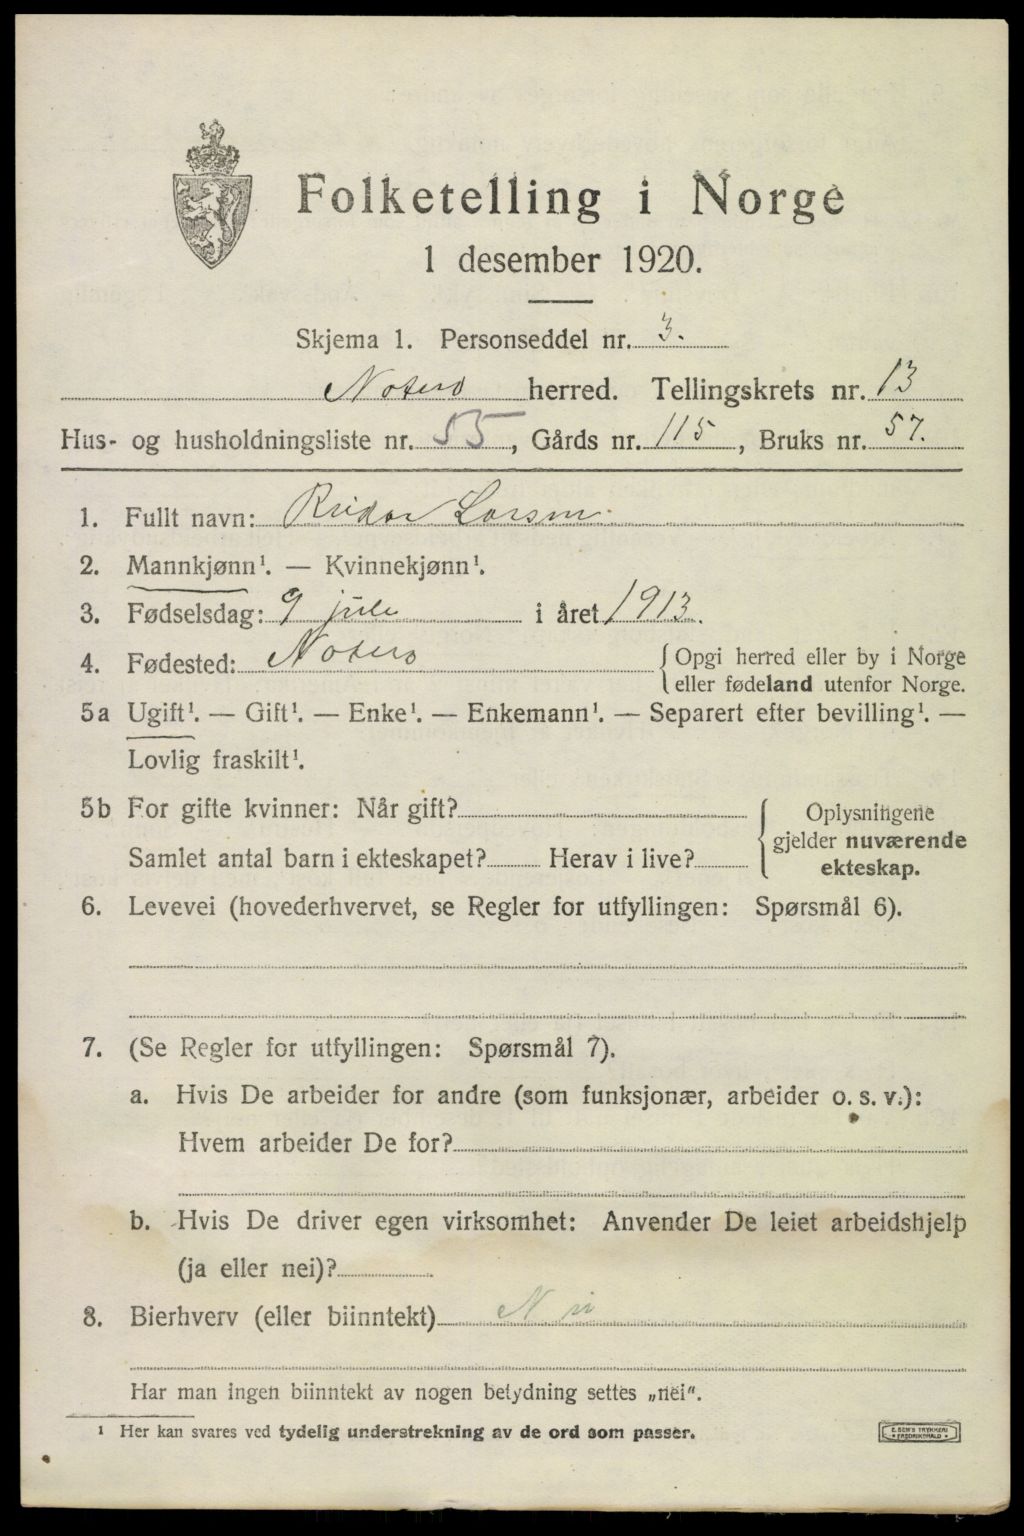 Folketelling i Norge
1 desember 1920.
Skjema 1. Personseddel nr. 3.
Noterø herred. Tellingskrets nr. 13
Hus- og husholdningsliste nr. 55, Gårds nr. 115, Bruks nr. 57.
1. Fullt navn: Reidar Larsen
2. Mannkjønn¹. — Kvinnekjønn¹.
3. Fødselsdag: 9 juli i året 1913.
4. Fødested: Noterø { Opgi herred eller by i Norge
eller fødeland utenfor Norge.
5a Ugift¹. — Gift¹. — Enke¹. — Enkemann¹. — Separert efter bevilling¹. —
Lovlig fraskilt¹.
5b For gifte kvinner: Når gift?
Samlet antal barn i ekteskapet? Herav i live?
Oplysningene
gjelder nuværende
ekteskap.
6. Levevei (hovederhvervet, se Regler for utfyllingen: Spørsmål 6).
7. (Se Regler for utfyllingen: Spørsmål 7).
a. Hvis De arbeider for andre (som funksjonær, arbeider o. s. v.):
Hvem arbeider De for?
b. Hvis De driver egen virksomhet: Anvender De leiet arbeidshjelp
(ja eller nei)?
8. Bierhverv (eller biinntekt) Nei
Har man ingen biinntekt av nogen betydning settes „nei“.
¹ Her kan svares ved tydelig understrekning av de ord som passer.
E. SEM'S TRYKKERI
* FREDRIKSHALD *